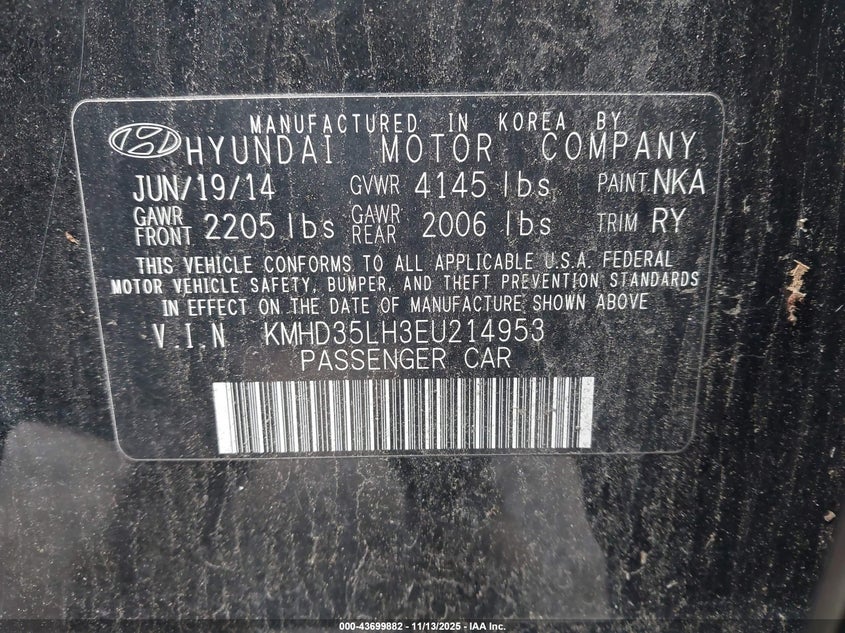 MANUFACTURED IN KOREA BY
HYUNDAI MOTOR COMPANY
JUN/19/14 GVWR 4145 lbs PAINT: NKA
GAWR FRONT 2205 lbs GAWR REAR 2006 lbs TRIM RY
THIS VEHICLE CONFORMS TO ALL APPLICABLE U.S.A. FEDERAL
MOTOR VEHICLE SAFETY, BUMPER, AND THEFT PREVENTION STANDARDS
IN EFFECT ON THE DATE OF MANUFACTURE SHOWN ABOVE
V.I.N KMHD35LH3EU214953
PASSENGER CAR
000-43699882 - 11/13/2025 - IAA Inc.